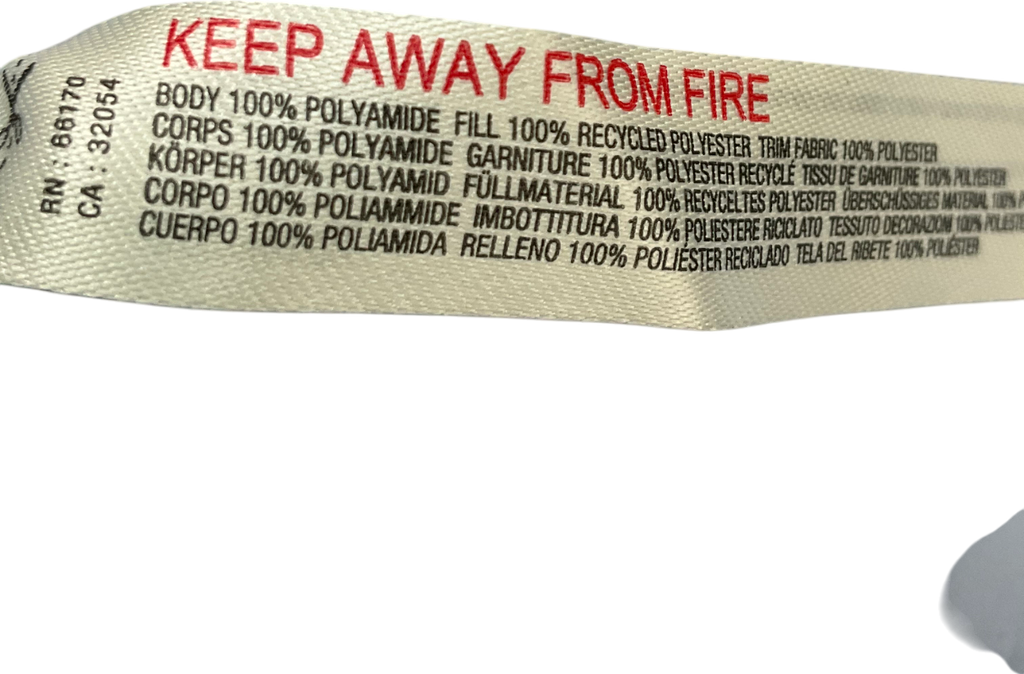 KEEP AWAY FROM FIRE
BODY 100% POLYAMIDE FILL 100% RECYCLED POLYESTER TRIM FABRIC 100% POLYESTER
CORPS 100% POLYAMIDE GARNITURE 100% POLYESTER RECYCLÉ TISSU DE GARNITURE 100% POLYESTER
KÖRPER 100% POLYAMID FÜLLMATERIAL 100% RECYCELTES POLYESTER ÜBERSCHÜSSIGES MATERIAL 100%
CORPO 100% POLIAMMIDE IMBOTTITURA 100% POLIESTERE RICICLATO TESSUTO DECORAZIONI 100%
CUERPO 100% POLIAMIDA RELLENO 100% POLIÉSTER RECICLADO TELA DEL RIBETE 100% POLIÉSTER
RN : 66170
CA : 32054